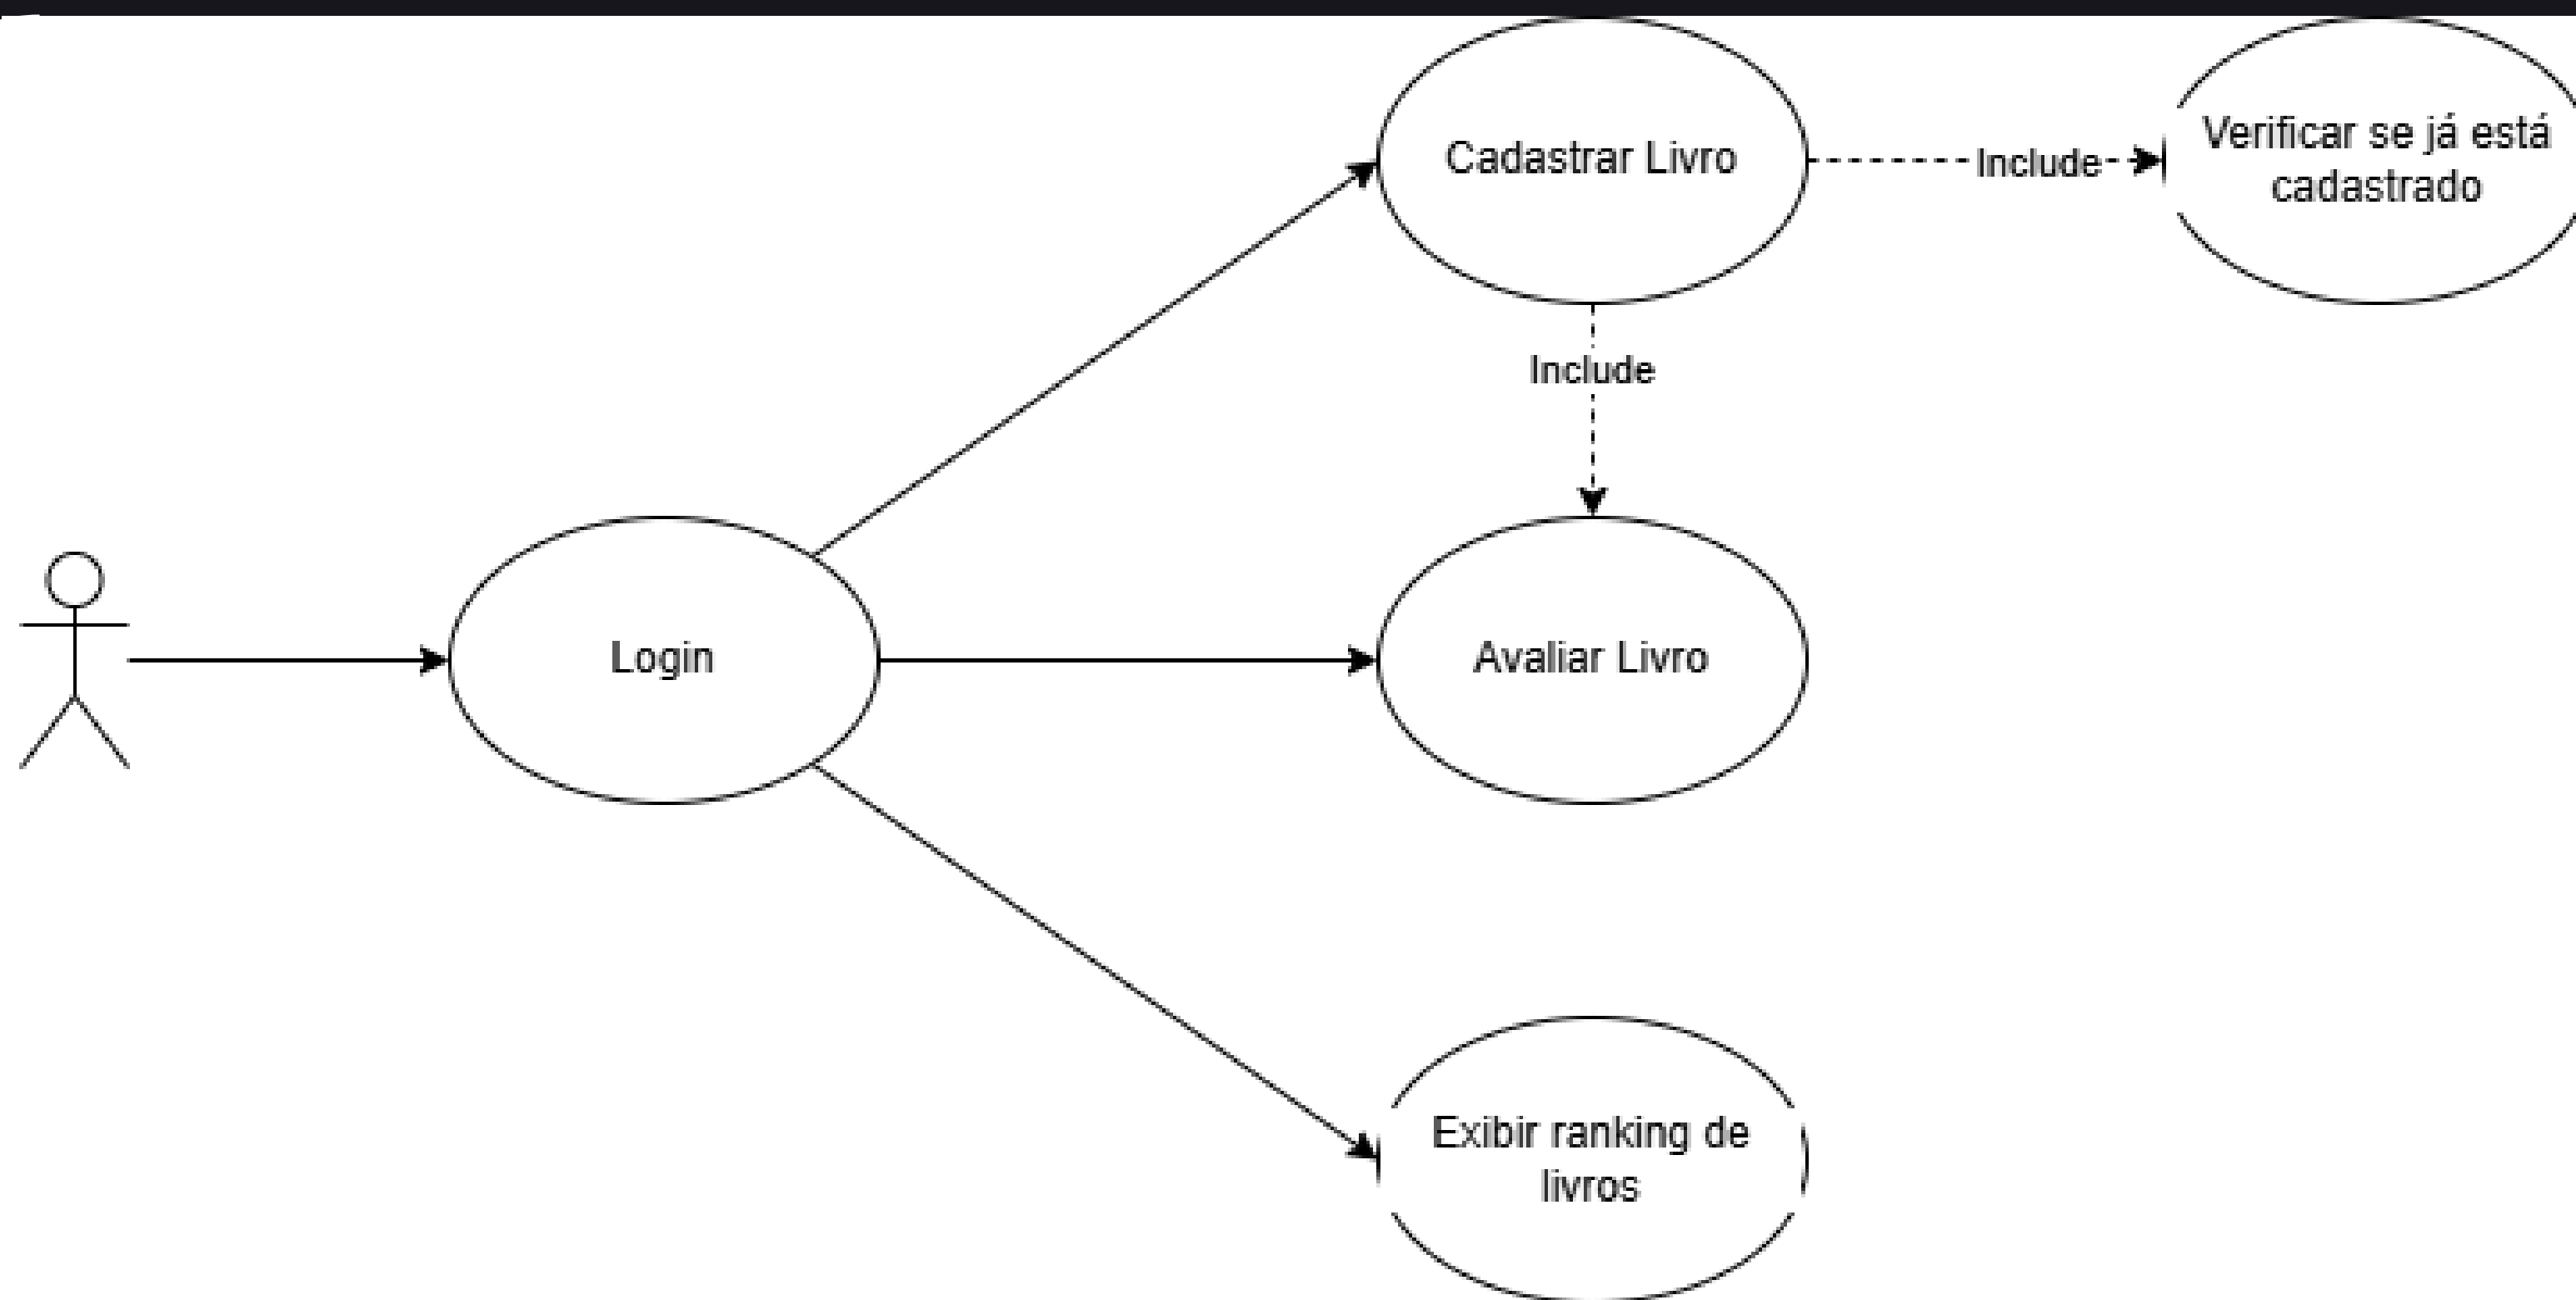 Cadastrar Livro
Include
Verificar se já está
cadastrado
Include
Login
Avaliar Livro
Exibir ranking de
livros